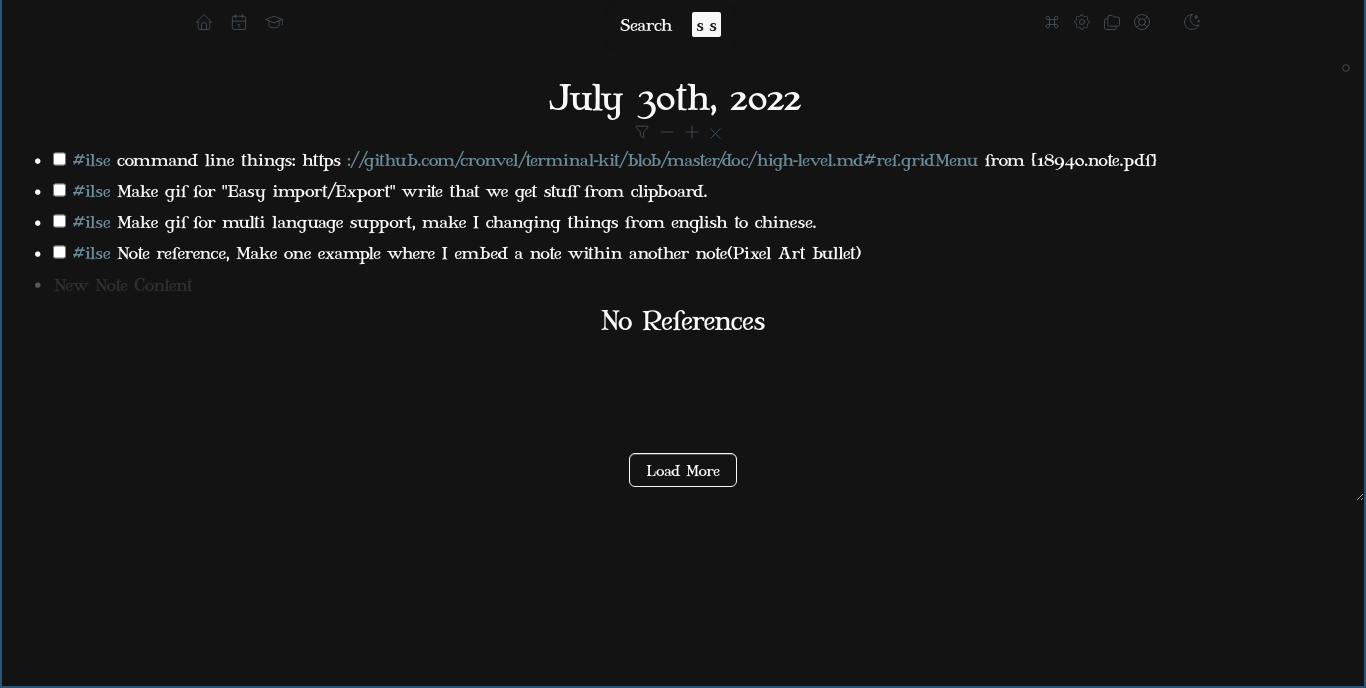 Search s s
July 30th, 2022
#ilse command line things: https ://github.com/cronvel/terminal-kit/blob/master/doc/high-level.md#ref.gridMenu from [18940.note.pdf]
#ilse Make gif for "Easy import/Export" write that we get stuff from clipboard.
#ilse Make gif for multi language support, make I changing things from english to chinese.
#ilse Note reference, Make one example where I embed a note within another note(Pixel Art bullet)
New Note Content
No References
Load More